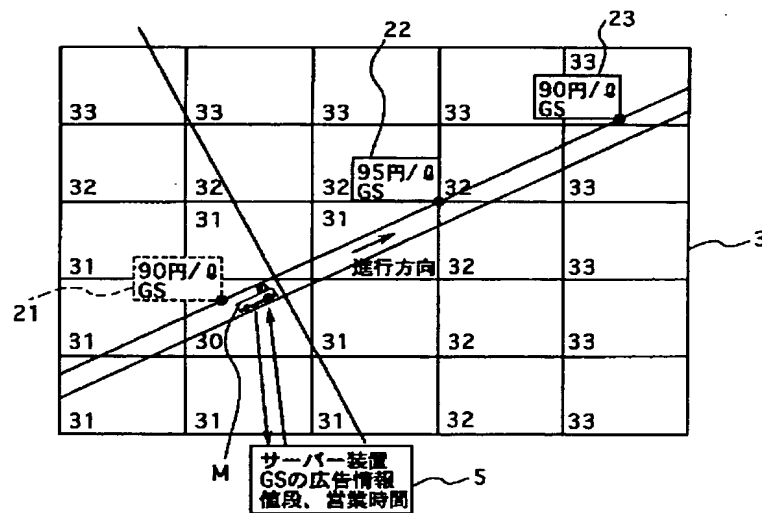 23
22
33
90円/ℓ
GS
33 33 33 33 33
95円/ℓ
GS
32 32 32 32 33
31 31
進行方向
3
31
90円/ℓ
GS
32 33
21
31 30 31 32 33
31 31 31 32 33
M
サーバー装置
GSの広告情報
値段、営業時間
5